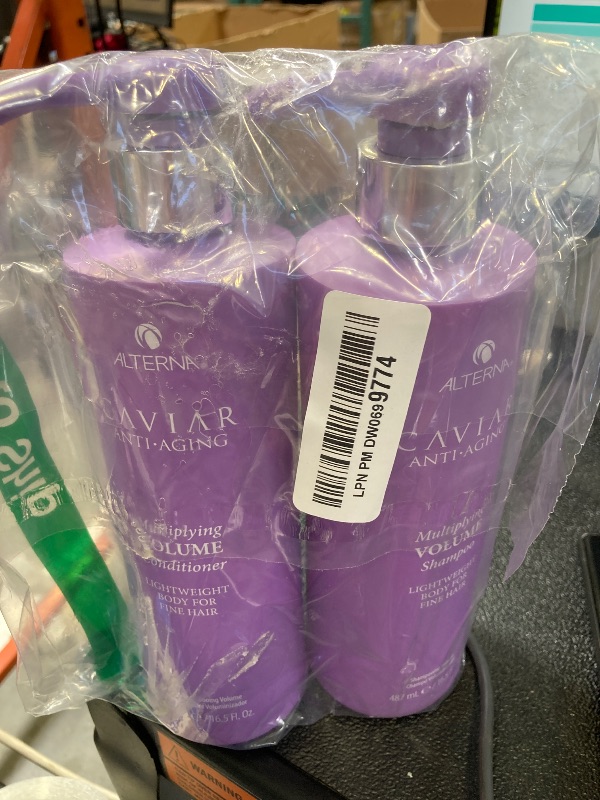 ALTERNA
CAVIAR
ANTI·AGING
Multiplying
VOLUME
Conditioner
LIGHTWEIGHT
BODY FOR
FINE HAIR
16.5 Fl. Oz.
LPN PM DW0699774
ALTERNA
CAVIAR
ANTI·AGING
Multiplying
VOLUME
Shampoo
LIGHTWEIGHT
BODY FOR
FINE HAIR
487 mL
WARNING